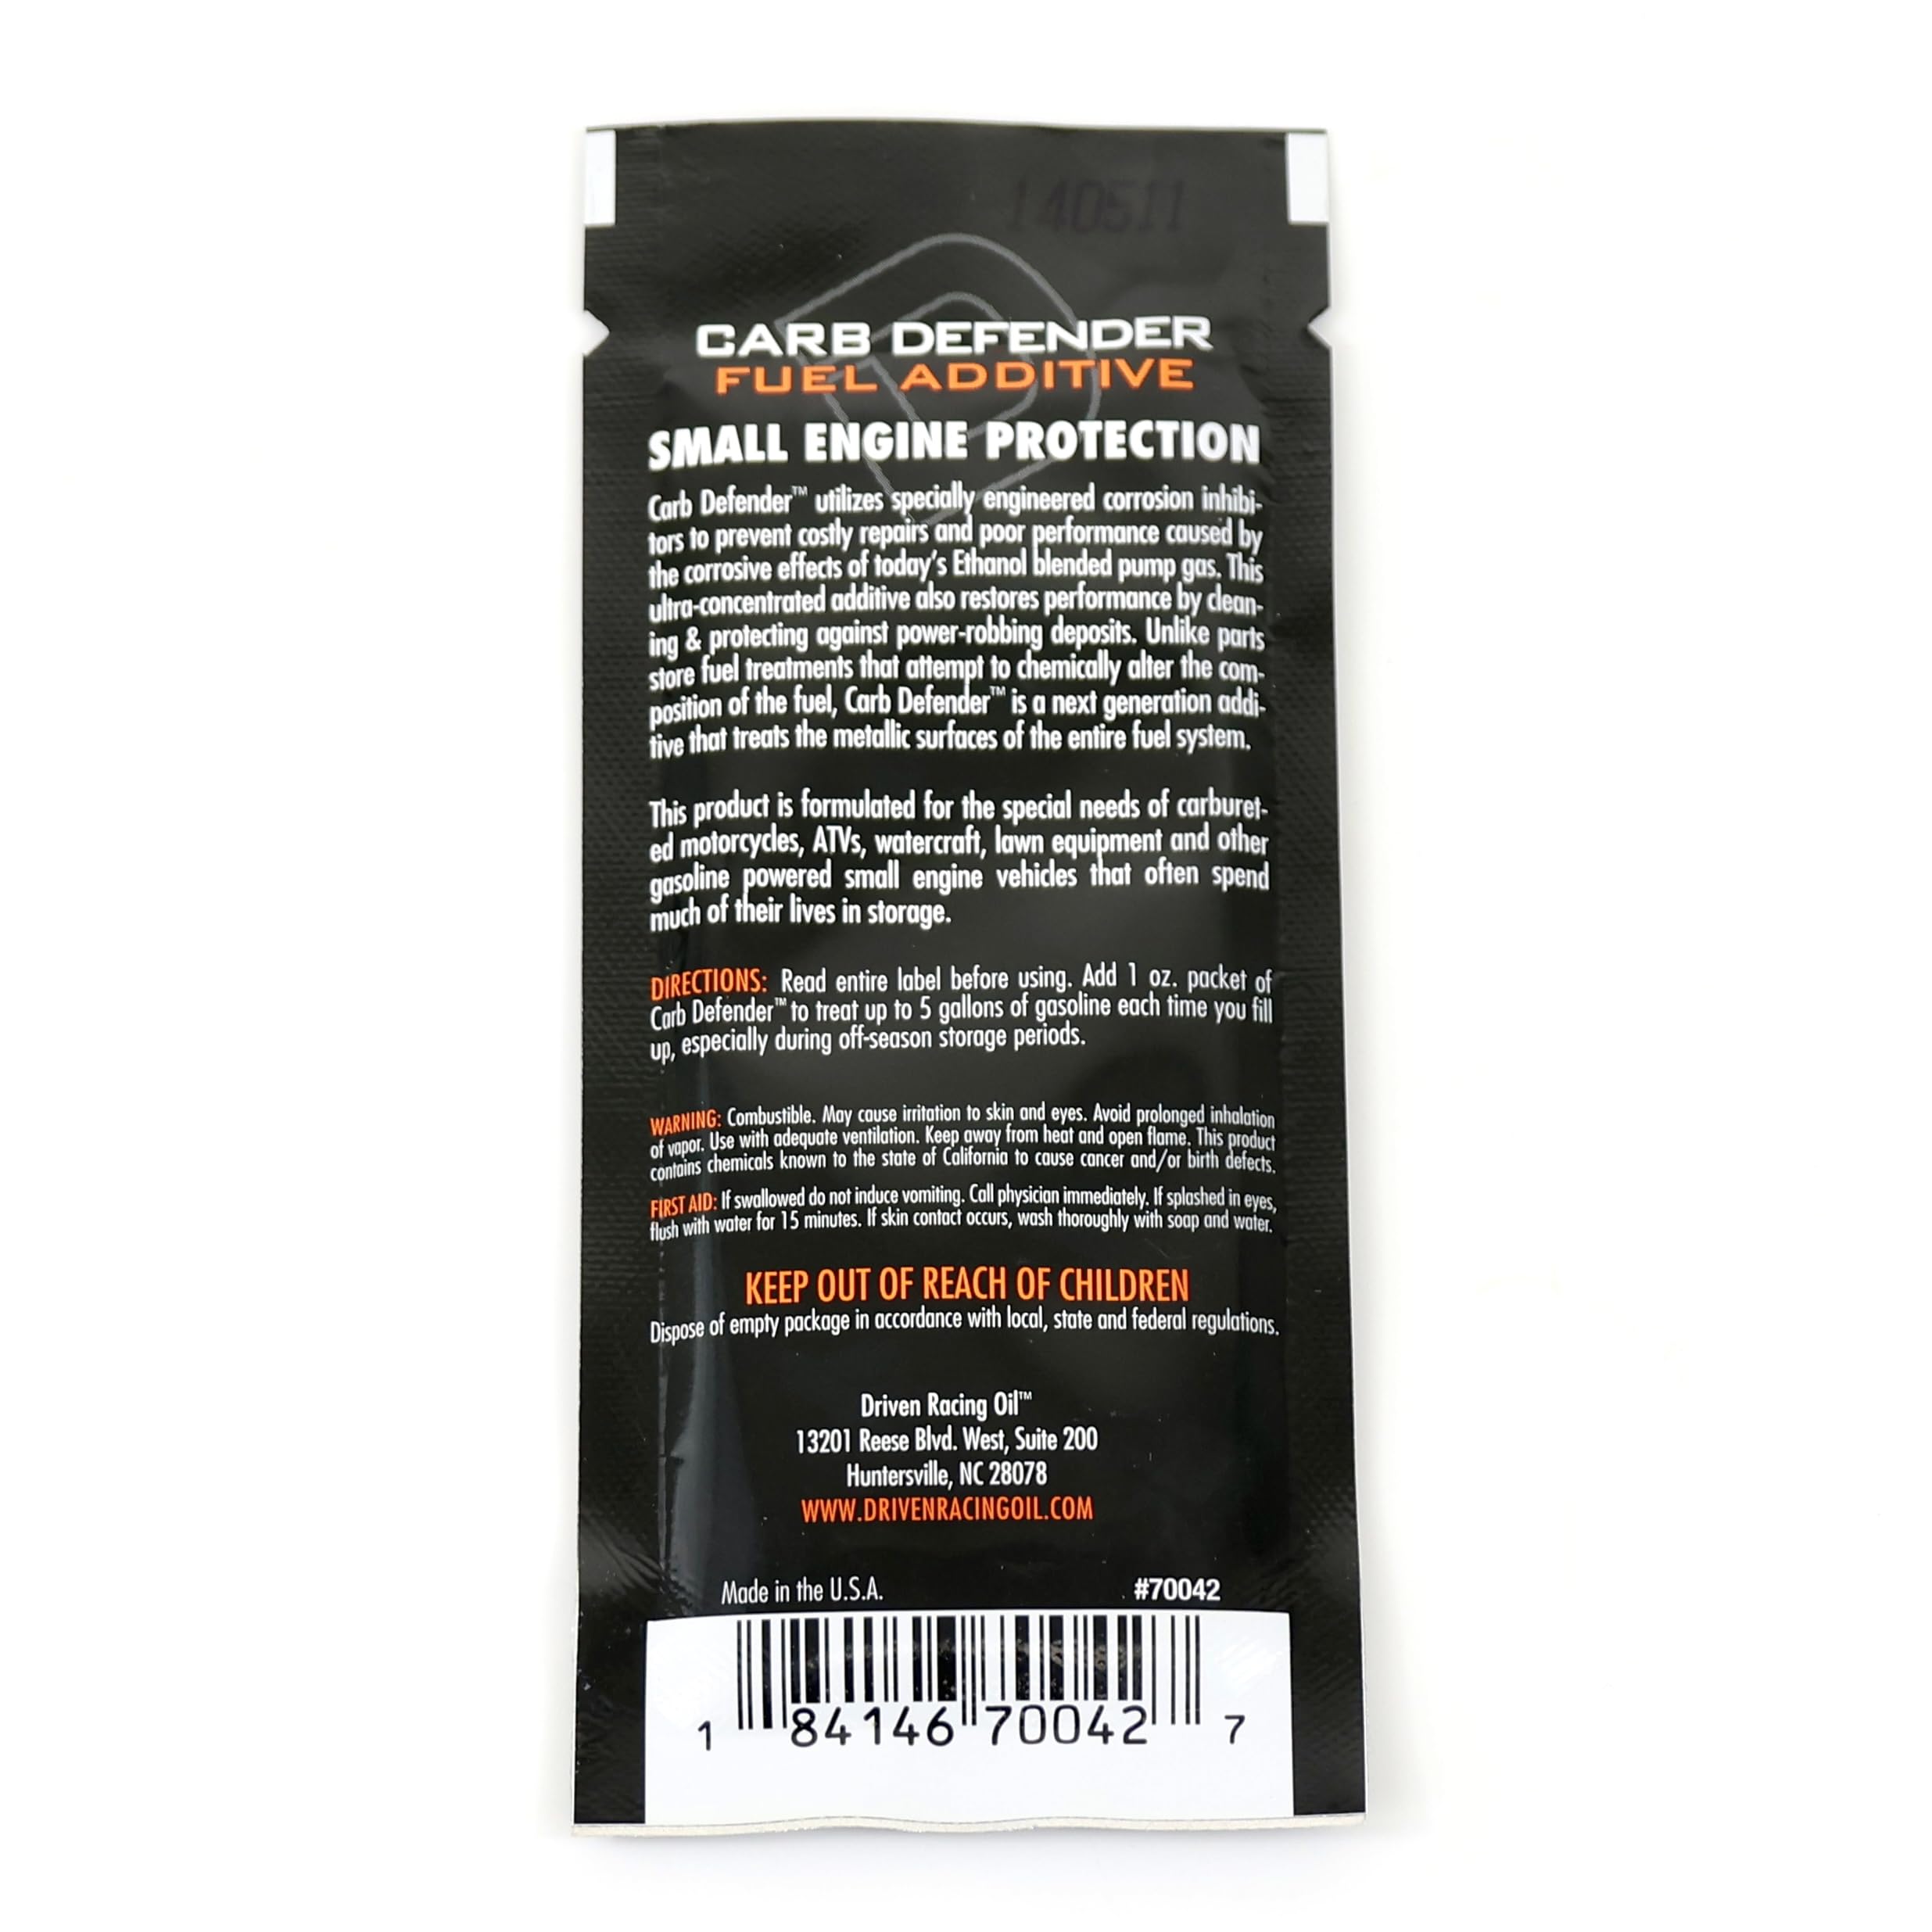 140511
CARB DEFENDER
FUEL ADDITIVE
SMALL ENGINE PROTECTION
Carb Defender™ utilizes specially engineered corrosion inhibi-
tors to prevent costly repairs and poor performance caused by
the corrosive effects of today's Ethanol blended pump gas. This
ultra-concentrated additive also restores performance by clean-
ing & protecting against power-robbing deposits. Unlike parts
store fuel treatments that attempt to chemically alter the com-
position of the fuel, Carb Defender™ is a next generation addi-
tive that treats the metallic surfaces of the entire fuel system.
This product is formulated for the special needs of carburet-
ed motorcycles, ATVs, watercraft, lawn equipment and other
gasoline powered small engine vehicles that often spend
much of their lives in storage.
DIRECTIONS: Read entire label before using. Add 1 oz. packet of
Carb Defender™ to treat up to 5 gallons of gasoline each time you fill
up, especially during off-season storage periods.
WARNING: Combustible. May cause irritation to skin and eyes. Avoid prolonged inhalation
of vapor. Use with adequate ventilation. Keep away from heat and open flame. This product
contains chemicals known to the state of California to cause cancer and/or birth defects.
FIRST AID: If swallowed do not induce vomiting. Call physician immediately. If splashed in eyes,
flush with water for 15 minutes. If skin contact occurs, wash thoroughly with soap and water.
KEEP OUT OF REACH OF CHILDREN
Dispose of empty package in accordance with local, state and federal regulations.
Driven Racing Oil™
13201 Reese Blvd. West, Suite 200
Huntersville, NC 28078
WWW.DRIVENRACINGOIL.COM
Made in the U.S.A. #70042
1 84146 70042 7